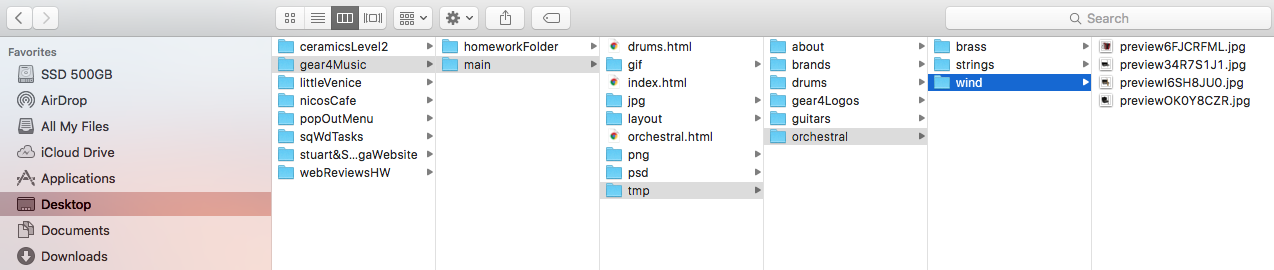 Search
Favorites
SSD 500GB
AirDrop
All My Files
iCloud Drive
Applications
Desktop
Documents
Downloads
ceramicsLevel2
gear4Music
littleVenice
nicosCafe
popOutMenu
sqWdTasks
stuart&S...gaWebsite
webReviewsHW
homeworkFolder
main
drums.html
gif
index.html
jpg
layout
orchestral.html
png
psd
tmp
about
brands
drums
gear4Logos
guitars
orchestral
brass
strings
wind
preview6FJCRFML.jpg
preview34R7S1J1.jpg
previewI6SH8JU0.jpg
previewOK0Y8CZR.jpg